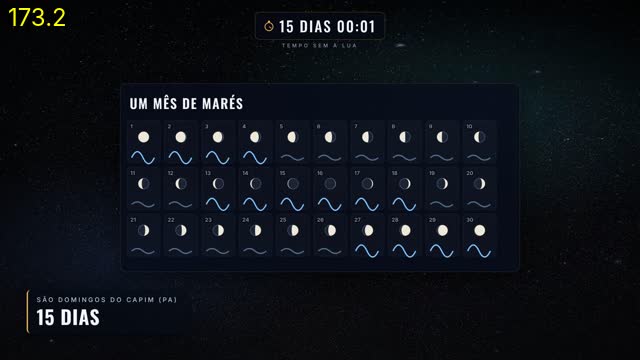 173.2
15 DIAS 00:01
TEMPO SEM A LUA
UM MÊS DE MARÉS
1 2 3 4 5 6 7 8 9 10
11 12 13 14 15 16 17 18 19 20
21 22 23 24 25 26 27 28 29 30
SÃO DOMINGOS DO CAPIM (PA)
15 DIAS